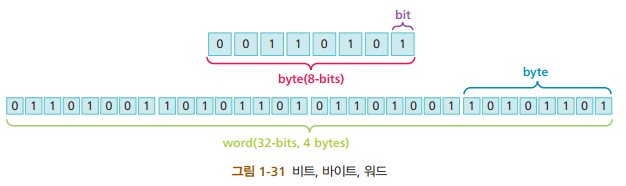 bit
0 0 1 1 0 1 0 1
byte(8-bits)
byte
0 1 1 0 1 0 0 1 1 0 1 0 1 1 0 1 0 1 1 0 1 0 0 1 1 0 1 0 1 1 0 1
word(32-bits, 4 bytes)
그림 1-31 비트, 바이트, 워드